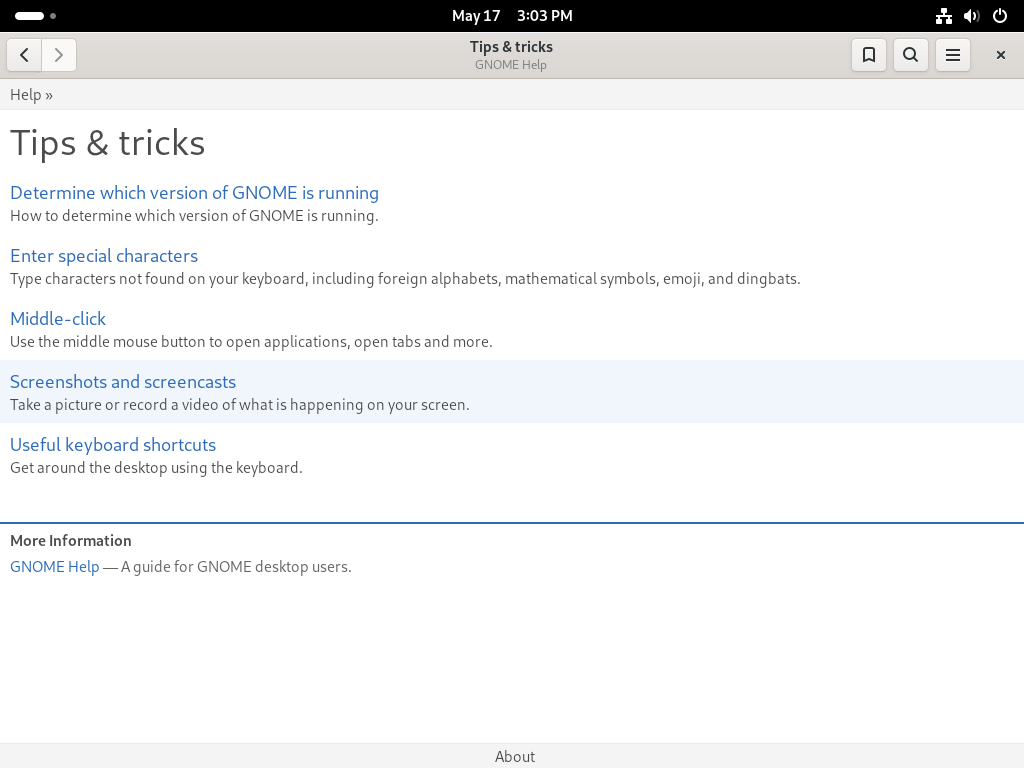 May 17 3:03 PM
Tips & tricks
GNOME Help
Help »
Tips & tricks
Determine which version of GNOME is running
How to determine which version of GNOME is running.
Enter special characters
Type characters not found on your keyboard, including foreign alphabets, mathematical symbols, emoji, and dingbats.
Middle-click
Use the middle mouse button to open applications, open tabs and more.
Screenshots and screencasts
Take a picture or record a video of what is happening on your screen.
Useful keyboard shortcuts
Get around the desktop using the keyboard.
More Information
GNOME Help — A guide for GNOME desktop users.
About